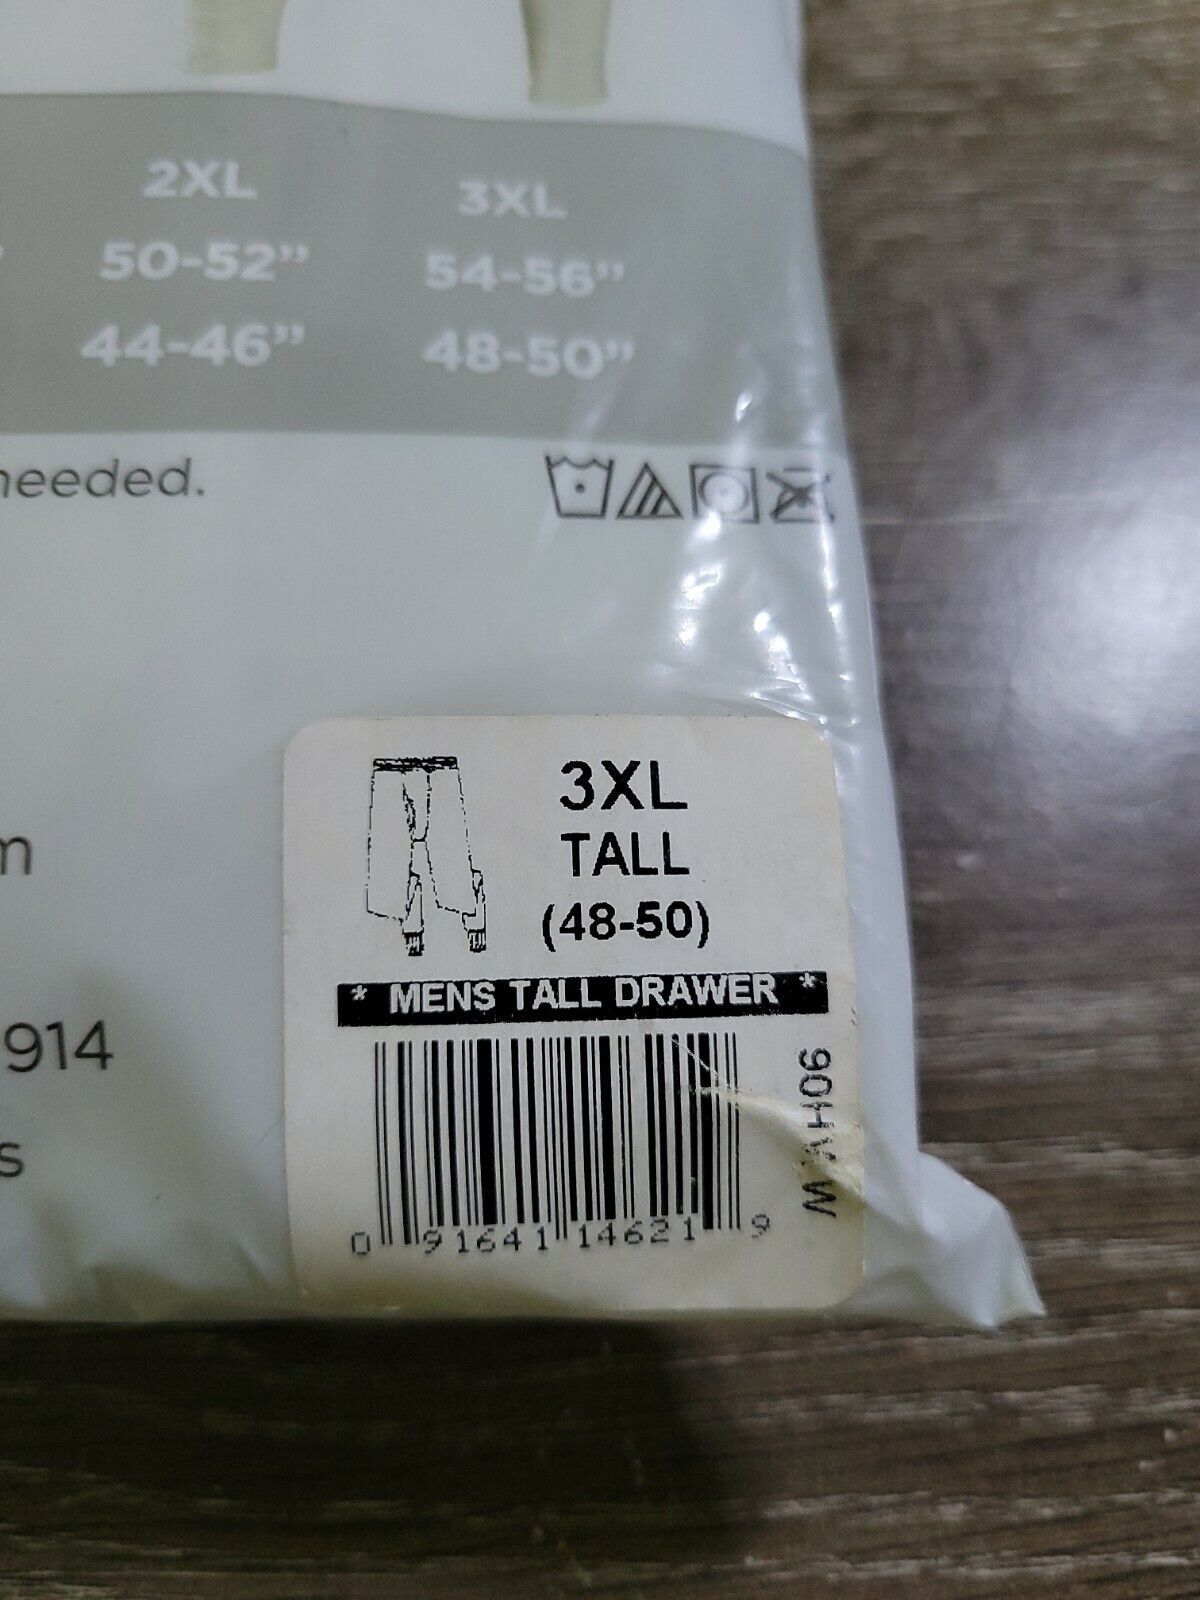 2XL 3XL
50-52” 54-56”
44-46” 48-50”
needed.
3XL
TALL
(48-50)
* MENS TALL DRAWER *
0 91641 14621 9
m
914
s